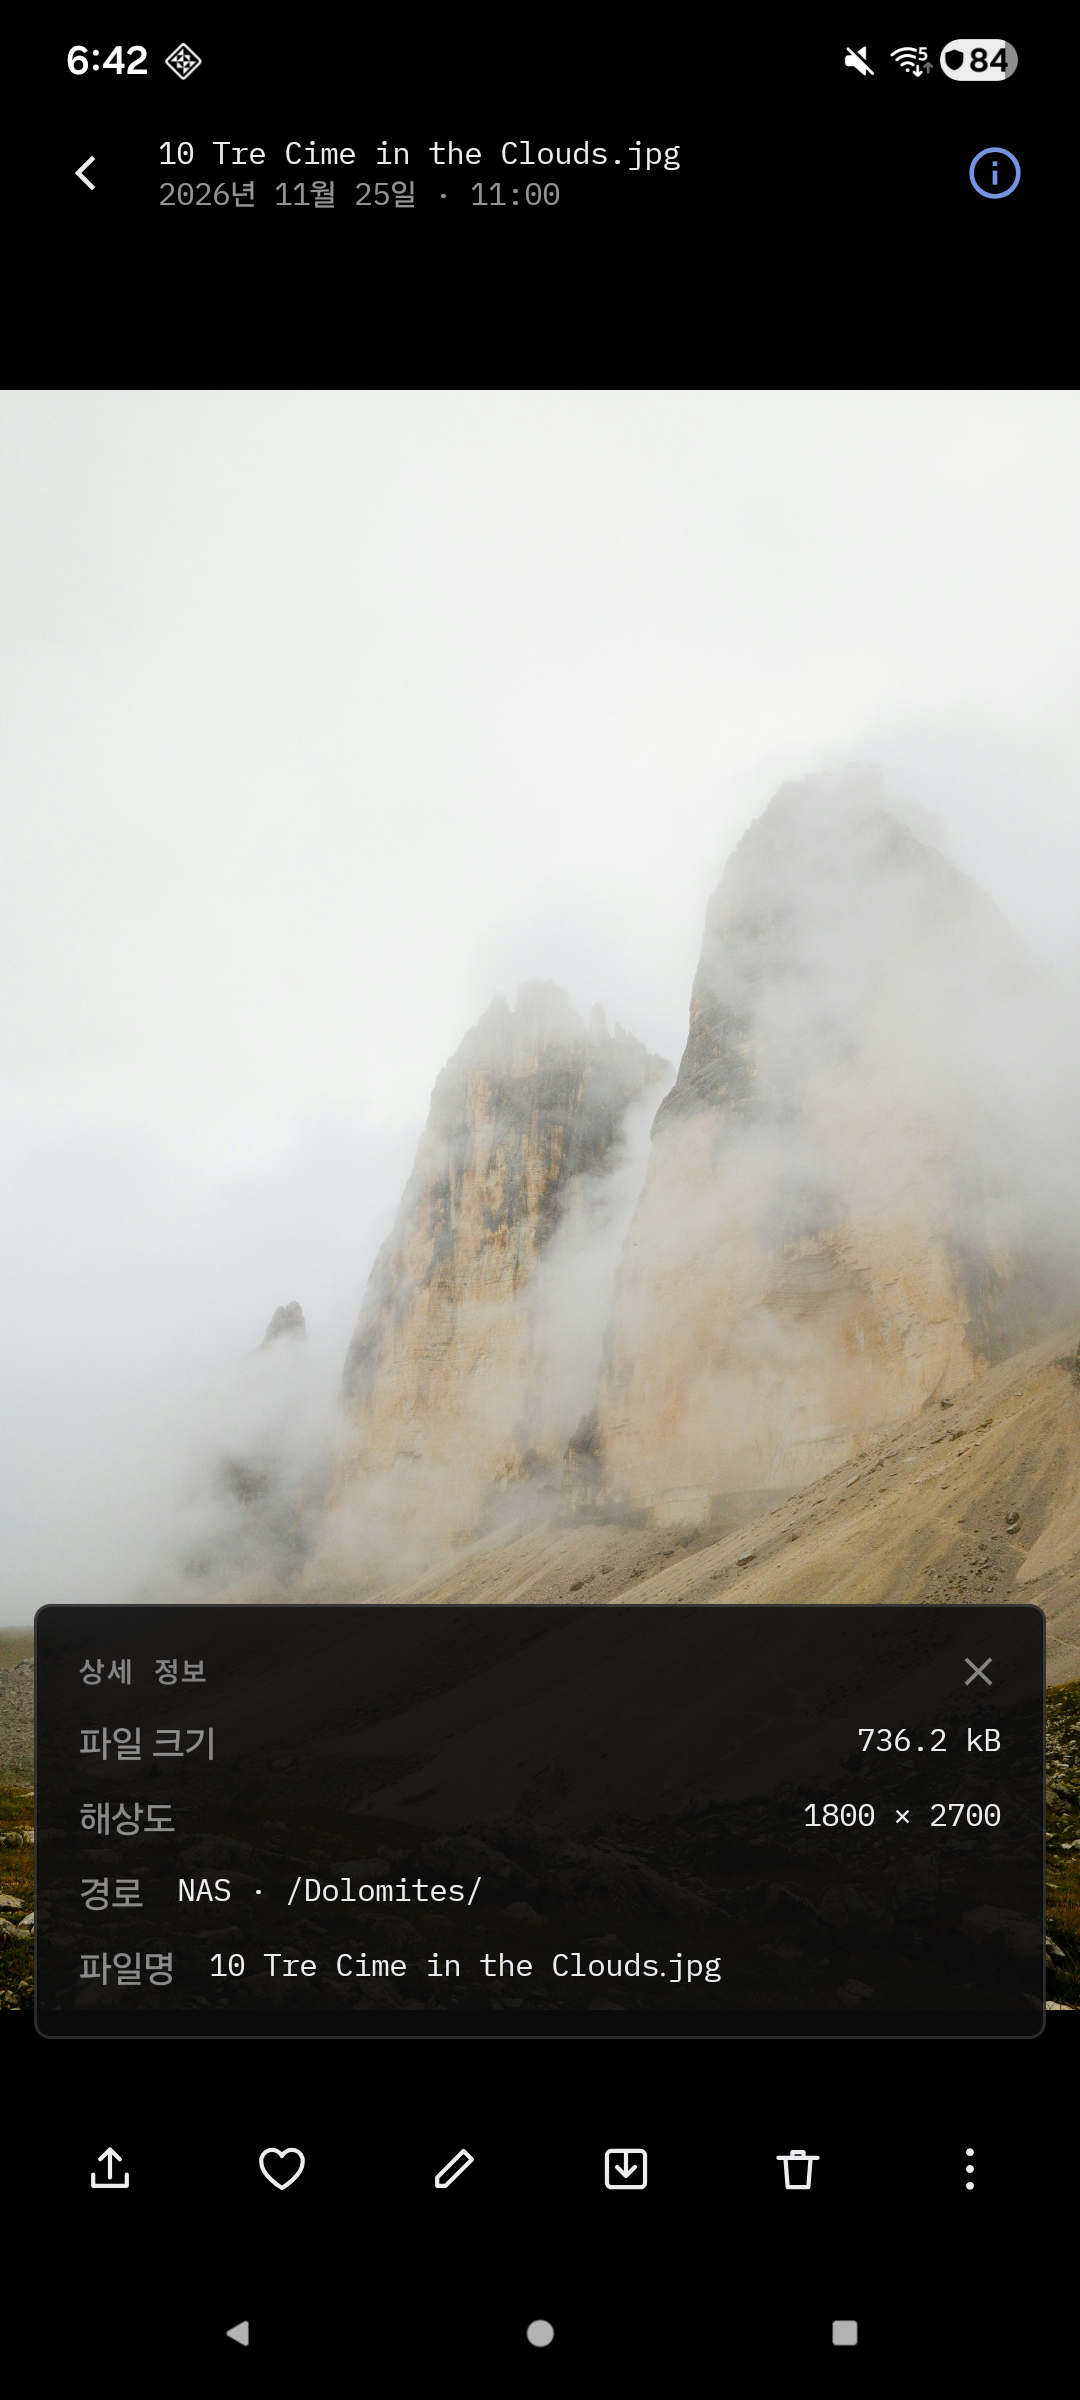 6:42
5
84
10 Tre Cime in the Clouds.jpg
2026년 11월 25일 · 11:00
상세 정보
파일 크기 736.2 kB
해상도 1800 × 2700
경로 NAS · /Dolomites/
파일명 10 Tre Cime in the Clouds.jpg